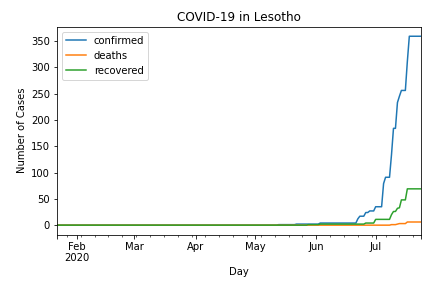 COVID-19 in Lesotho
confirmed
deaths
recovered
Number of Cases
350
300
250
200
150
100
50
0
Feb
2020
Mar
Apr
May
Jun
Jul
Day